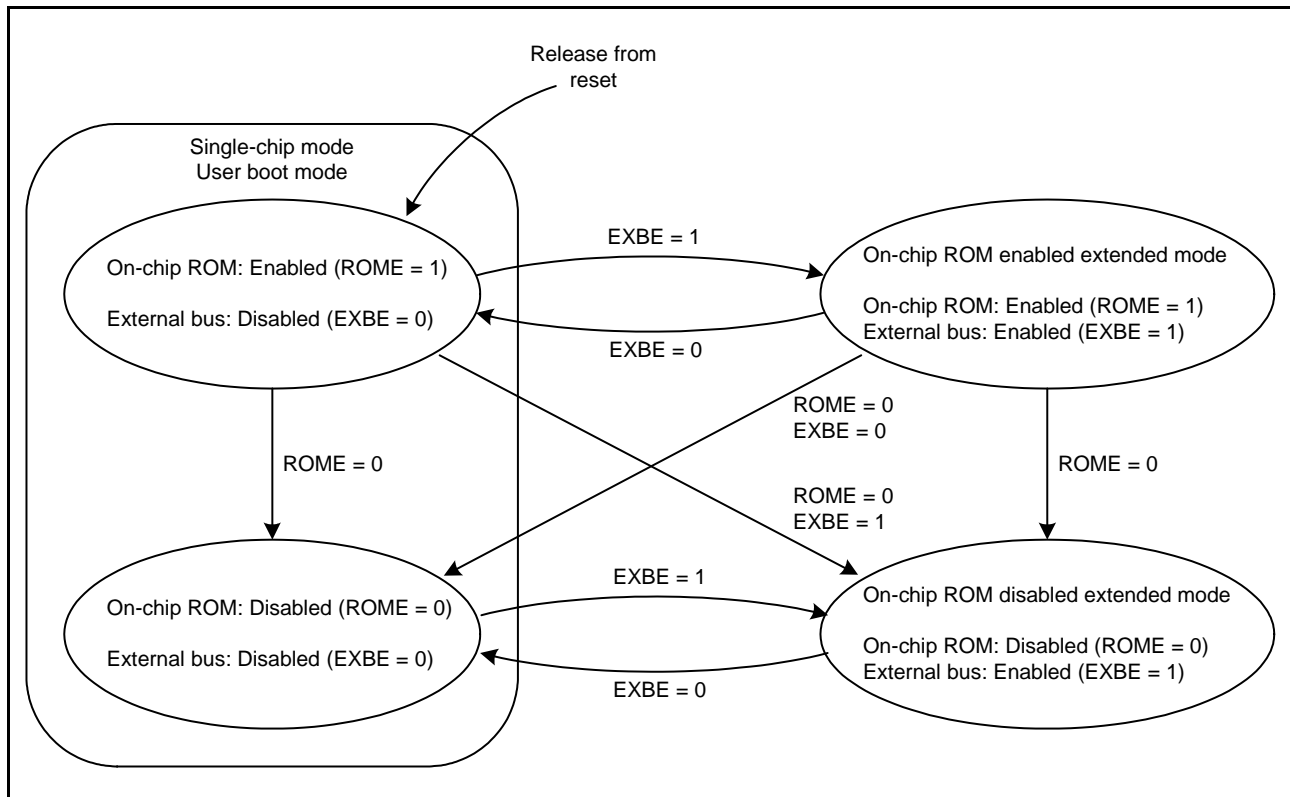 Release from
reset
Single-chip mode
User boot mode
On-chip ROM: Enabled (ROME = 1)
External bus: Disabled (EXBE = 0)
EXBE = 1
EXBE = 0
On-chip ROM enabled extended mode
On-chip ROM: Enabled (ROME = 1)
External bus: Enabled (EXBE = 1)
ROME = 0
EXBE = 0
ROME = 0
ROME = 0
ROME = 0
EXBE = 1
On-chip ROM: Disabled (ROME = 0)
External bus: Disabled (EXBE = 0)
EXBE = 1
EXBE = 0
On-chip ROM disabled extended mode
On-chip ROM: Disabled (ROME = 0)
External bus: Enabled (EXBE = 1)